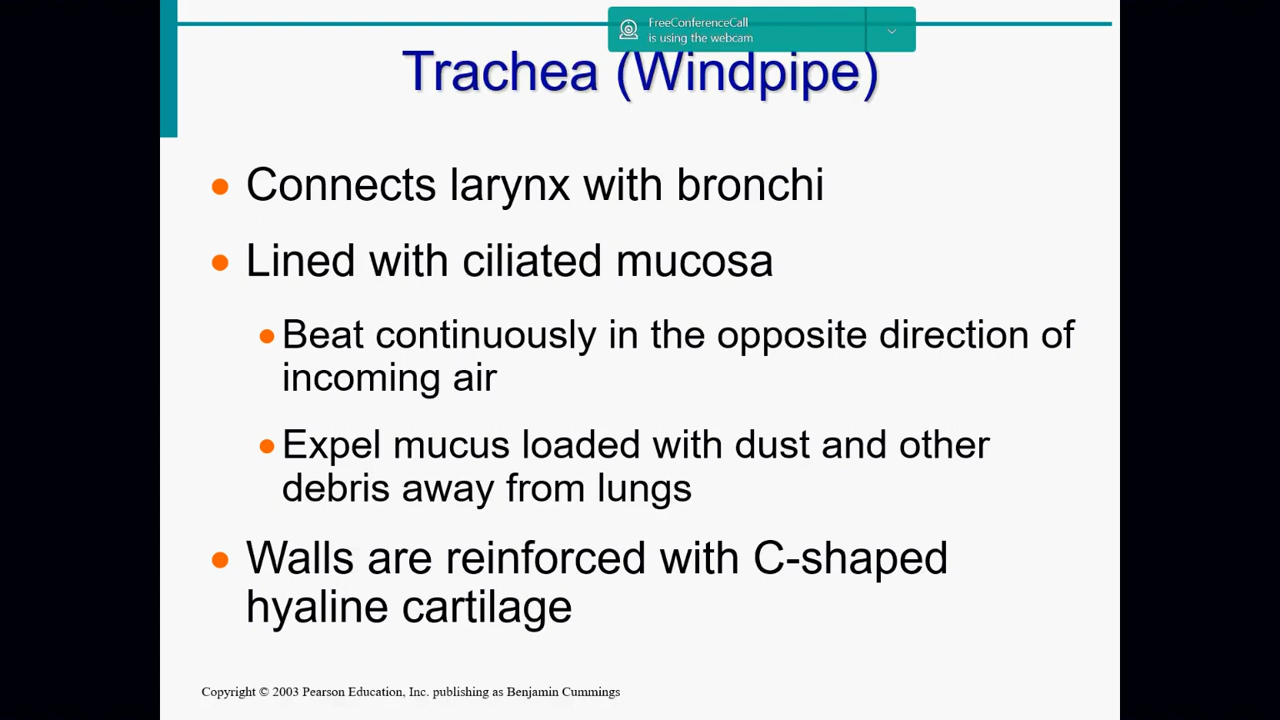 FreeConferenceCall
is using the webcam
Trachea (Windpipe)
Connects larynx with bronchi
Lined with ciliated mucosa
Beat continuously in the opposite direction of
incoming air
Expel mucus loaded with dust and other
debris away from lungs
Walls are reinforced with C-shaped
hyaline cartilage
Copyright © 2003 Pearson Education, Inc. publishing as Benjamin Cummings